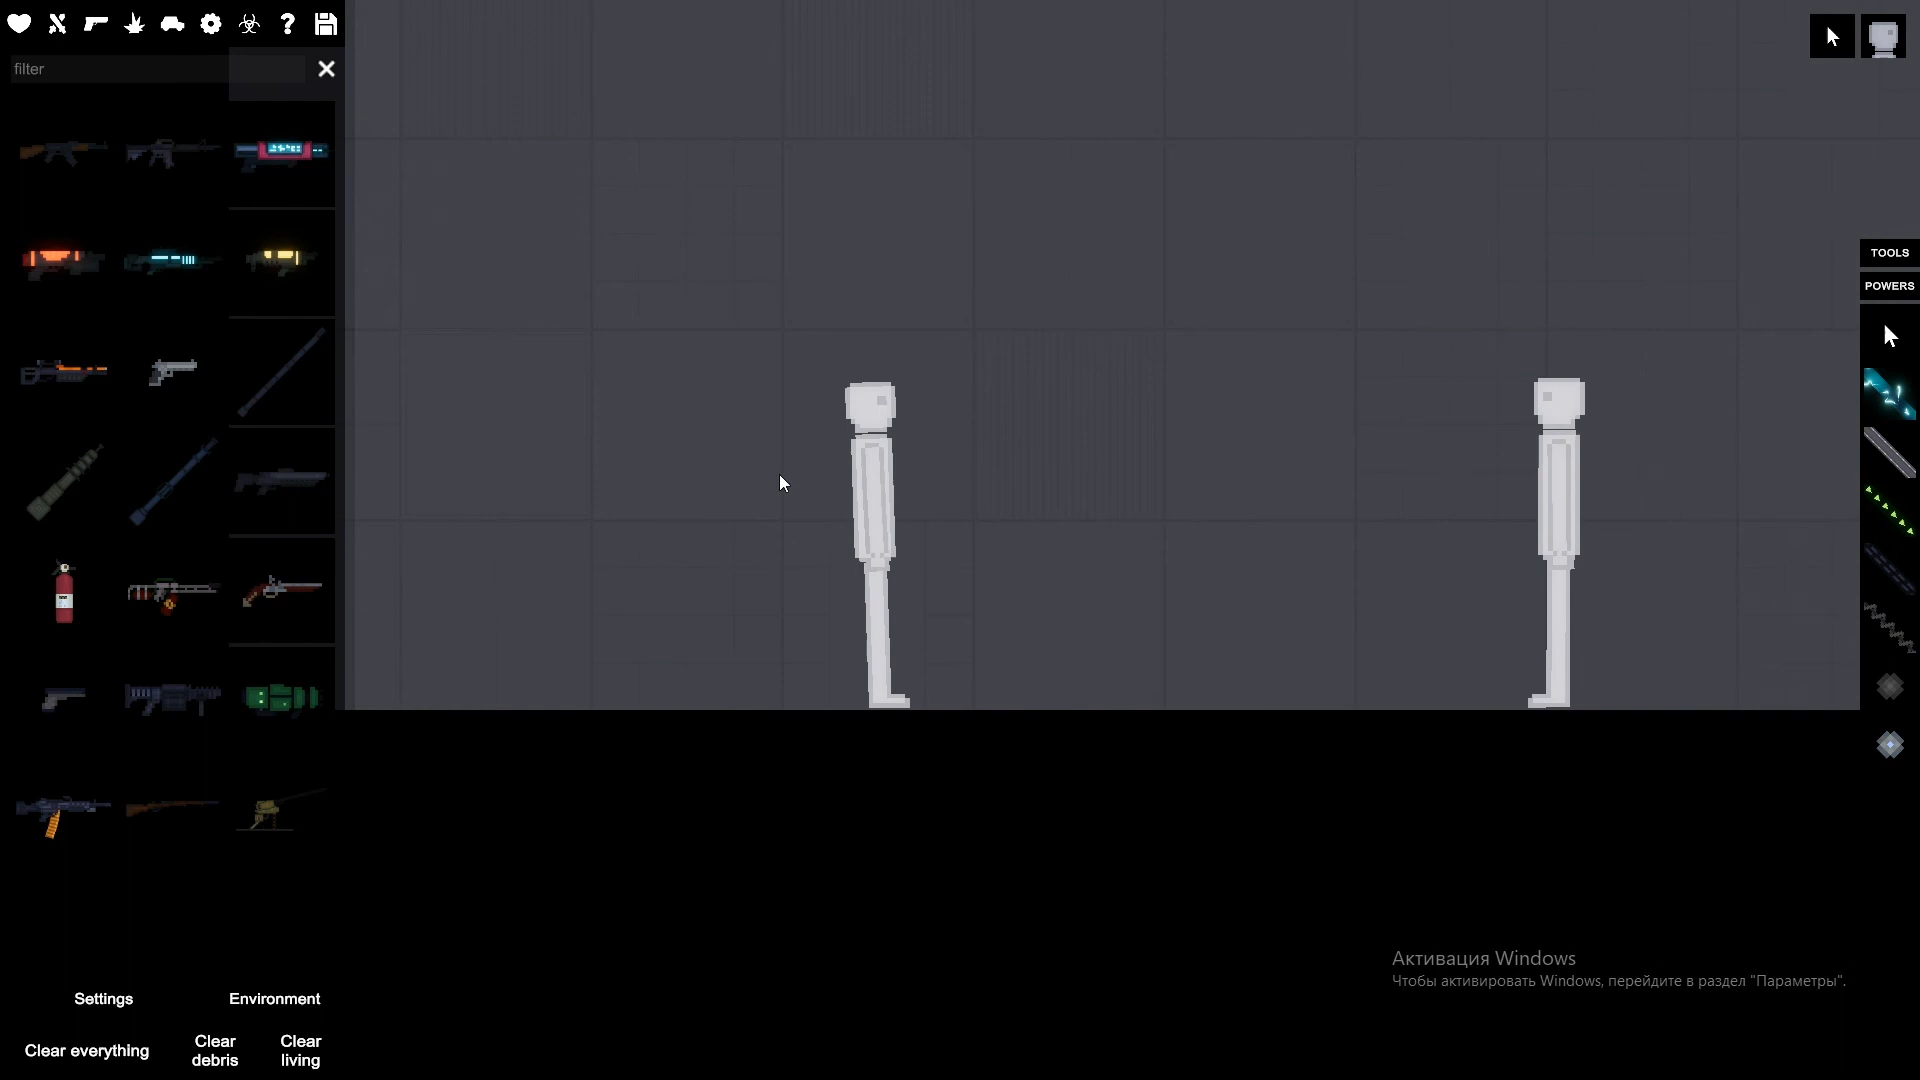 filter
TOOLS
POWERS
Активация Windows
Чтобы активировать Windows, перейдите в раздел "Параметры".
Settings
Environment
Clear everything
Clear
debris
Clear
living